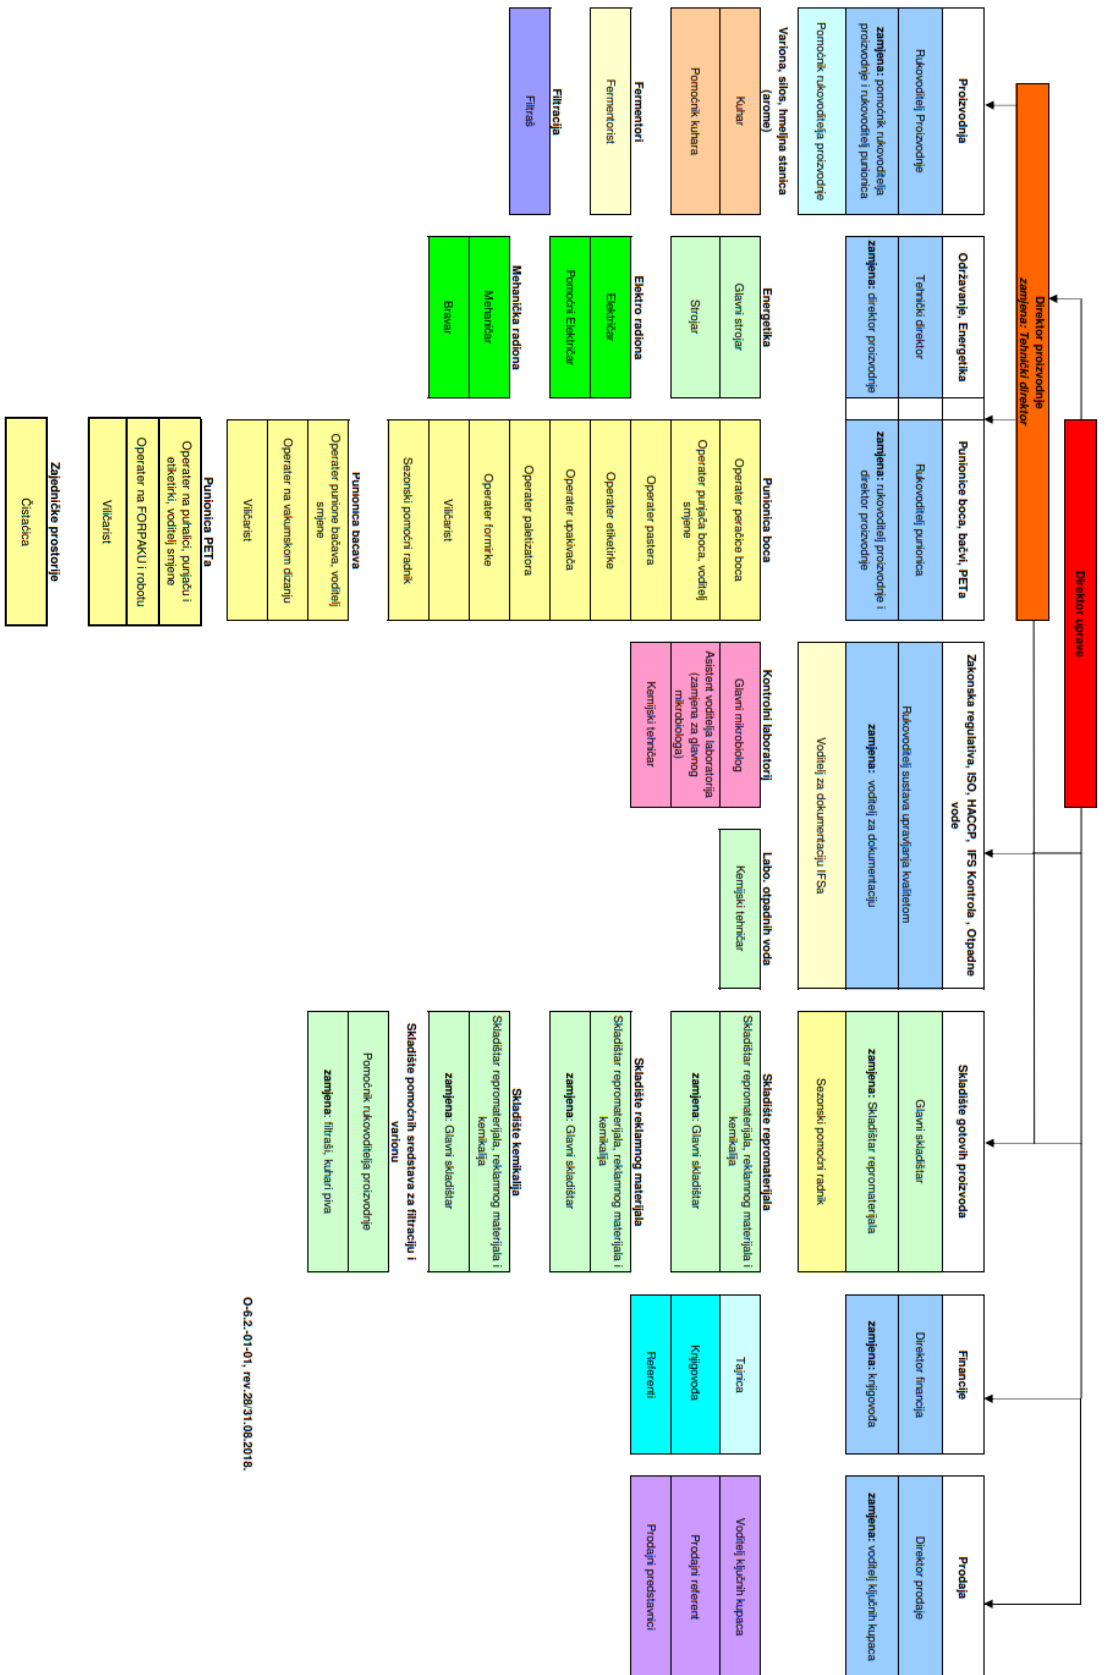 Direktor uprave
Direktor proizvodnje
zamjena: Tehnički direktor
Proizvodnja
Rukovoditelj Proizvodnje
zamjena: pomoćnik rukovoditelja
proizvodnje i rukovoditelj punionica
Pomoćnik rukovoditelja proizvodnje
Variona, silos, hmeljna stanica
(arome)
Kuhar
Pomoćnik kuhara
Fermentori
Fermentorist
Filtracija
Filtraš
Održavanje, Energetika
Tehnički direktor
zamjena: direktor proizvodnje
Energetika
Glavni strojar
Strojar
Elektro radiona
Električar
Pomoćni Električar
Mehanička radiona
Mehaničar
Bravar
Punionice boca, bačvi, PETa
Rukovoditelj punionica
zamjena: rukovoditelj proizvodnje i
direktor proizvodnje
Punionica boca
Operater peračice boca
Operater punjača boca, voditelj
smjene
Operater pastera
Operater etiketirke
Operater upakivača
Operater paletizatora
Operater formirke
Viličarist
Sezonski pomoćni radnik
Punionica bačava
Operater punione bačava, voditelj
smjene
Operater na vakumskom dizanju
Viličarist
Punionica PETa
Operater na puhalici, punjaču i
etiketirki, voditelj smjene
Operater na FORPAKU i robotu
Viličarist
Zajedničke prostorije
Čistačica
Zakonska regulativa, ISO, HACCP, IFS Kontrola , Otpadne
vode
Rukovoditelj sustava upravljanja kvalitetom
zamjena: voditelj za dokumentaciju
Voditelj za dokumentaciju IFSa
Kontrolni laboratorij
Glavni mikrobiolog
Asistent voditelja laboratorija
(zamjena za glavnog
mikrobiologa)
Kemijski tehničar
Labo. otpadnih voda
Kemijski tehničar
Skladište gotovih proizvoda
Glavni skladištar
zamjena: Skladištar repromaterijala
Sezonski pomoćni radnik
Skladište repromaterijala
Skladištar repromaterijala, reklamnog materijala i
kemikalija
zamjena: Glavni skladištar
Skladište reklamnog materijala
Skladištar repromaterijala, reklamnog materijala i
kemikalija
zamjena: Glavni skladištar
Skladište kemikalija
Skladištar repromaterijala, reklamnog materijala i
kemikalija
zamjena: Glavni skladištar
Skladište pomoćnih sredstava za filtraciju i
varionu
Pomoćnik rukovoditelja proizvodnje
zamjena: filtraši, kuhari piva
Financije
Direktor financija
zamjena: knjigovođa
Tajnica
Knjigovođa
Referenti
Prodaja
Direktor prodaje
zamjena: voditelj ključnih kupaca
Voditelj ključnih kupaca
Prodajni referent
Prodajni predstavnici
O-6.2.-01-01, rev.28/31.08.2018.